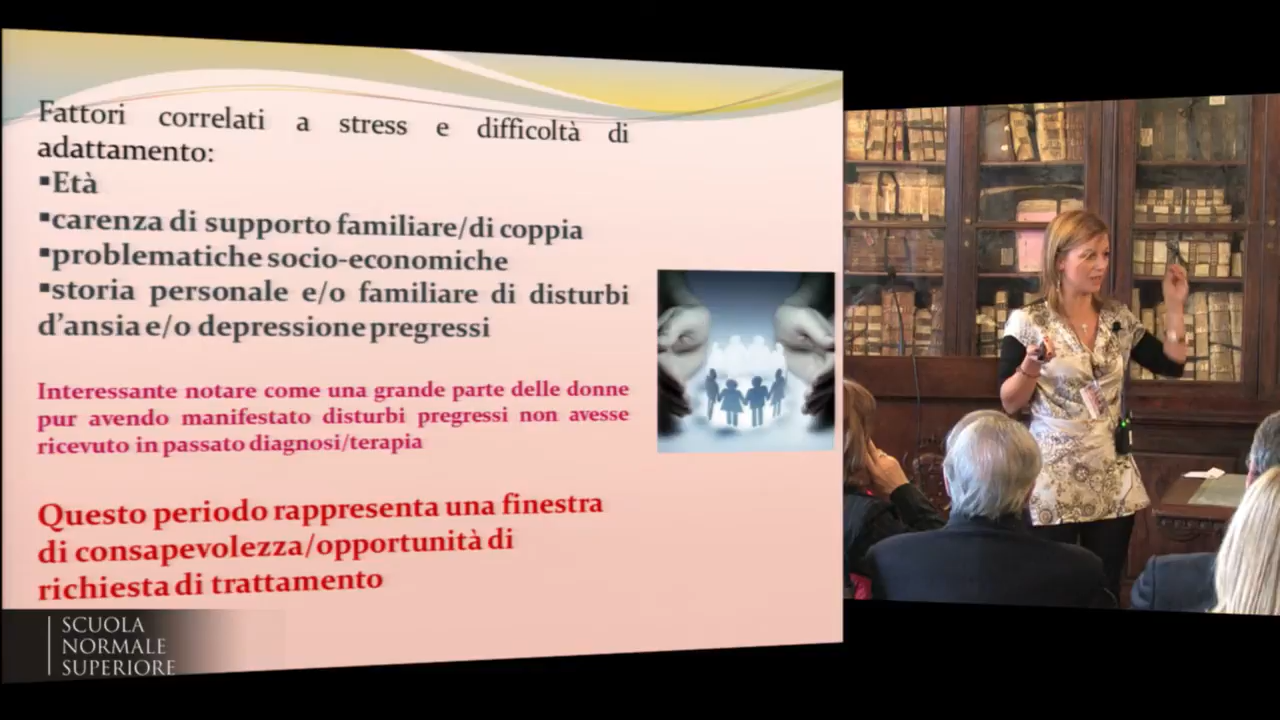 Fattori correlati a stress e difficoltà di
adattamento:
▪Età
▪carenza di supporto familiare/di coppia
▪problematiche socio-economiche
▪storia personale e/o familiare di disturbi
d'ansia e/o depressione pregressi
Interessante notare come una grande parte delle donne
pur avendo manifestato disturbi pregressi non avesse
ricevuto in passato diagnosi/terapia
Questo periodo rappresenta una finestra
di consapevolezza/opportunità di
richiesta di trattamento
SCUOLA
NORMALE
SUPERIORE